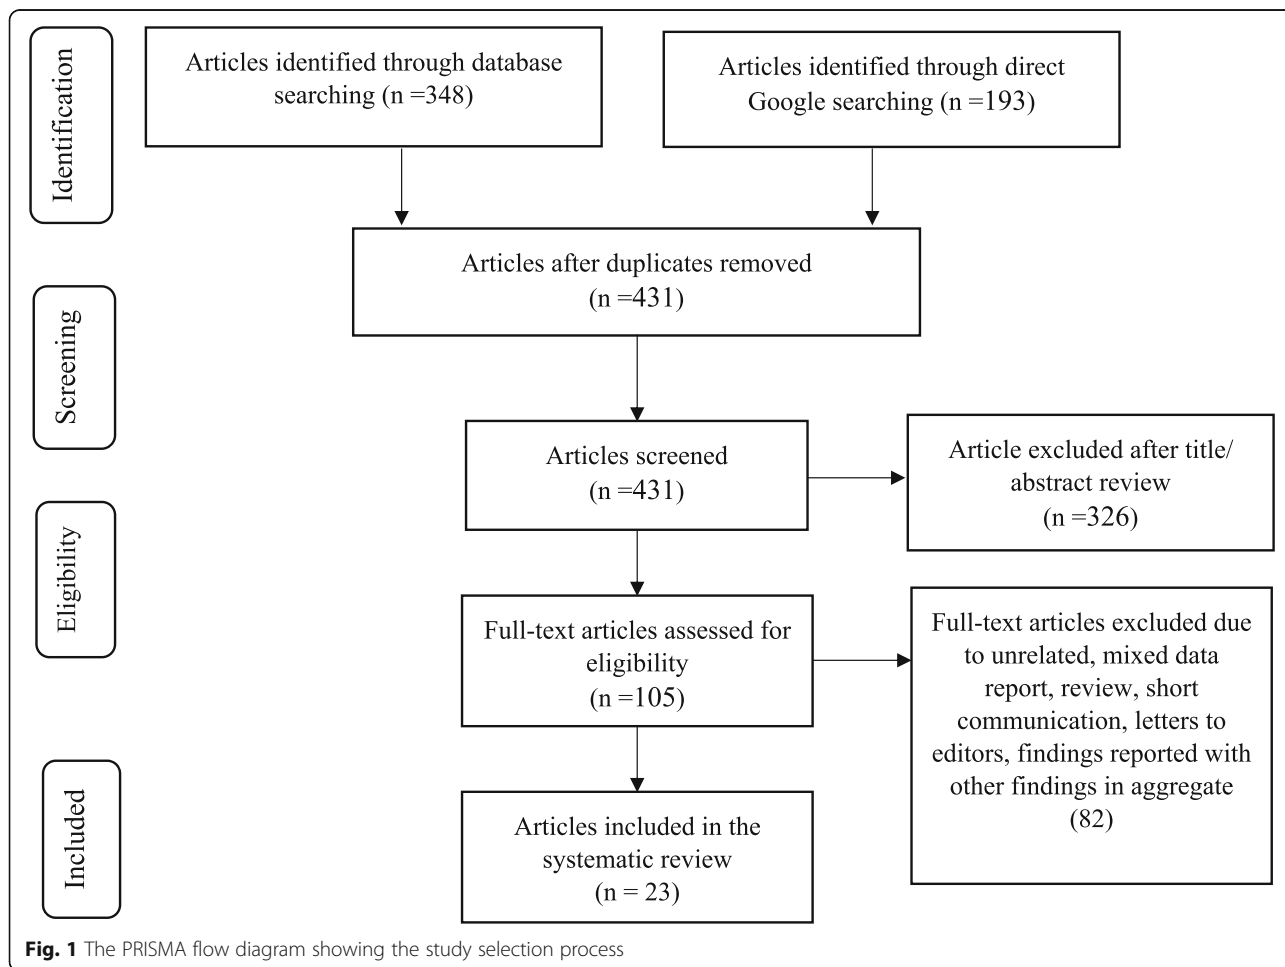 Identification
Articles identified through database
searching (n =348)
Articles identified through direct
Google searching (n =193)
Articles after duplicates removed
(n =431)
Screening
Articles screened
(n =431)
Article excluded after title/
abstract review
(n =326)
Eligibility
Full-text articles assessed for
eligibility
(n =105)
Full-text articles excluded due
to unrelated, mixed data
report, review, short
communication, letters to
editors, findings reported with
other findings in aggregate
(82)
Included
Articles included in the
systematic review
(n = 23)
Fig. 1 The PRISMA flow diagram showing the study selection process